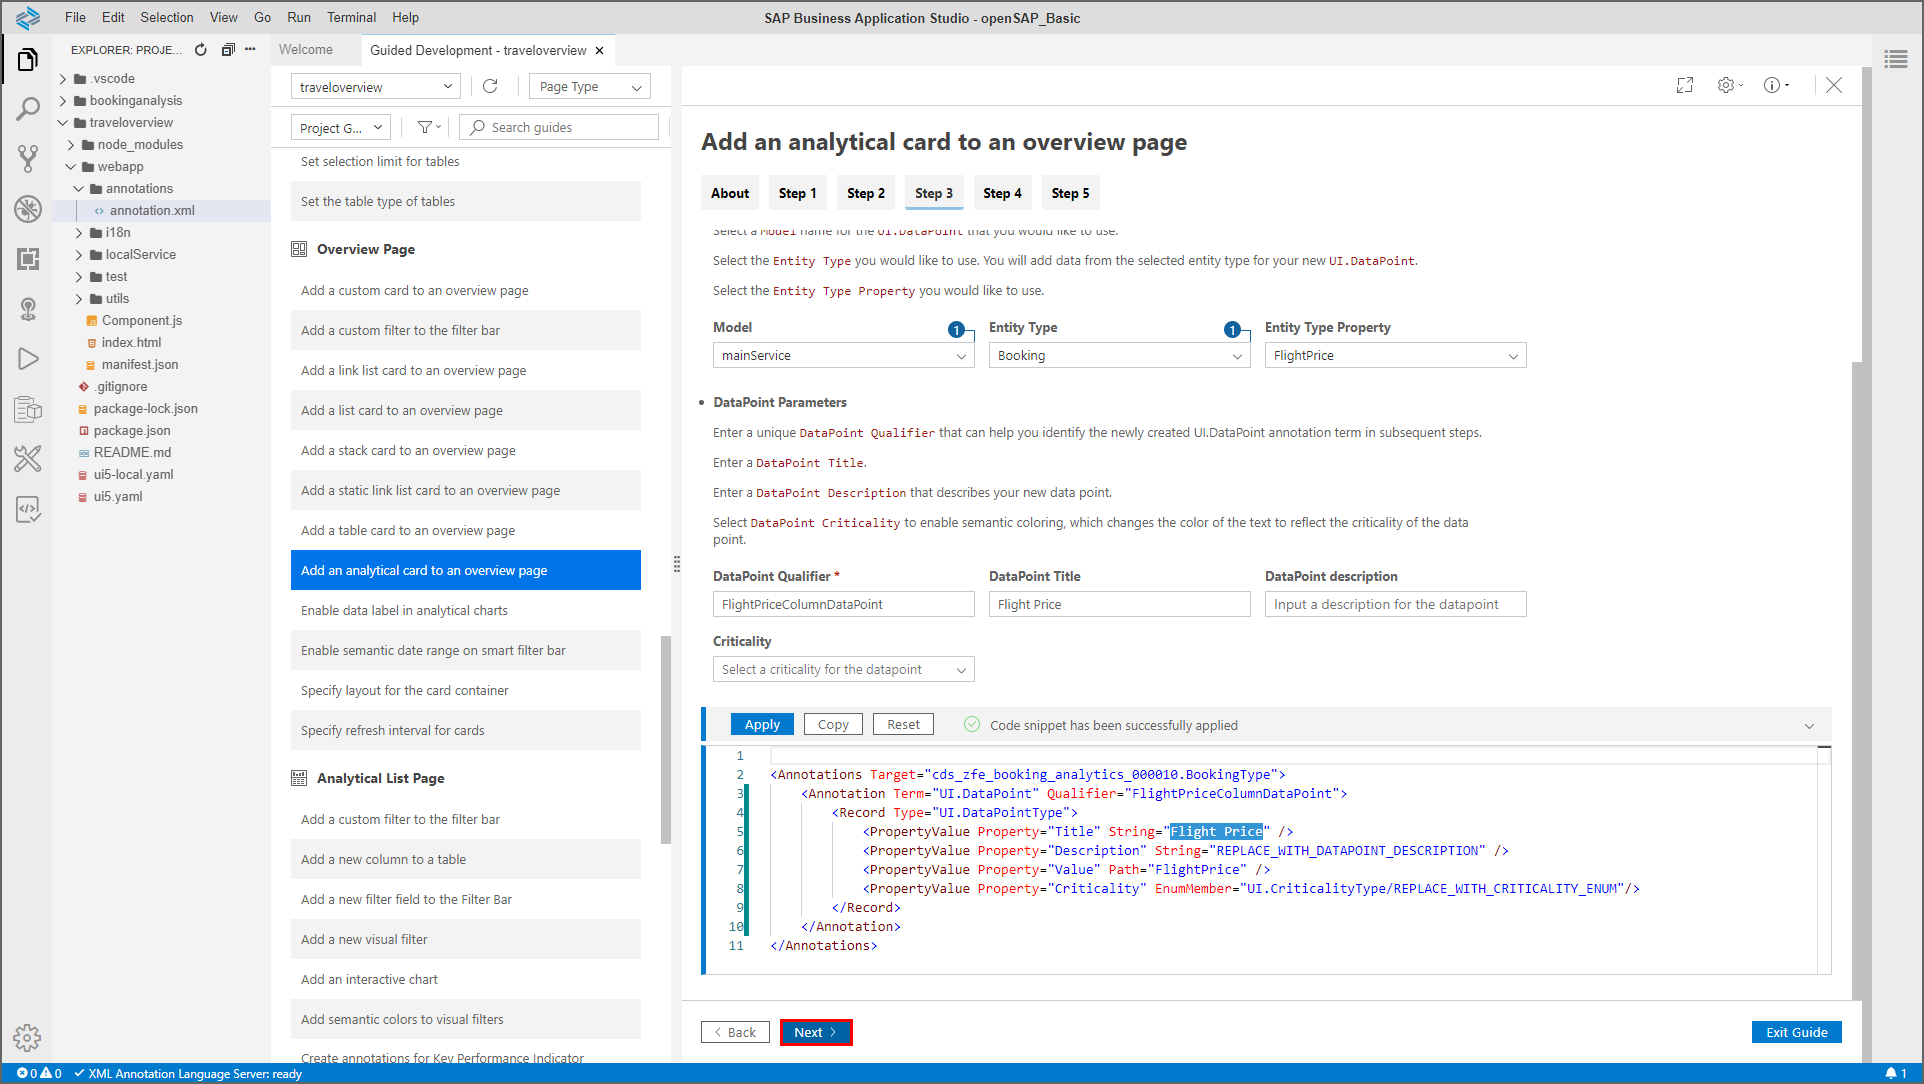 File Edit Selection View Go Run Terminal Help
SAP Business Application Studio - openSAP_Basic
EXPLORER: PROJE...
.vscode
bookinganalysis
traveloverview
node_modules
webapp
annotations
annotation.xml
i18n
localService
test
utils
Component.js
index.html
manifest.json
.gitignore
package-lock.json
package.json
README.md
ui5-local.yaml
ui5.yaml
Welcome
Guided Development - traveloverview
traveloverview
Page Type
Project G...
Search guides
Set selection limit for tables
Set the table type of tables
Overview Page
Add a custom card to an overview page
Add a custom filter to the filter bar
Add a link list card to an overview page
Add a list card to an overview page
Add a stack card to an overview page
Add a static link list card to an overview page
Add a table card to an overview page
Add an analytical card to an overview page
Enable data label in analytical charts
Enable semantic date range on smart filter bar
Specify layout for the card container
Specify refresh interval for cards
Analytical List Page
Add a custom filter to the filter bar
Add a new column to a table
Add a new filter field to the Filter Bar
Add a new visual filter
Add an interactive chart
Add semantic colors to visual filters
Create annotations for Key Performance Indicator
Add an analytical card to an overview page
About Step 1 Step 2 Step 3 Step 4 Step 5
Select a Model name for the UI.DataPoint that you would like to use.
Select the Entity Type you would like to use. You will add data from the selected entity type for your new UI.DataPoint.
Select the Entity Type Property you would like to use.
Model 1 Entity Type 1 Entity Type Property
mainService Booking FlightPrice
• DataPoint Parameters
Enter a unique DataPoint Qualifier that can help you identify the newly created UI.DataPoint annotation term in subsequent steps.
Enter a DataPoint Title.
Enter a DataPoint Description that describes your new data point.
Select DataPoint Criticality to enable semantic coloring, which changes the color of the text to reflect the criticality of the data
point.
DataPoint Qualifier * DataPoint Title DataPoint description
FlightPriceColumnDataPoint Flight Price Input a description for the datapoint
Criticality
Select a criticality for the datapoint
Apply Copy Reset Code snippet has been successfully applied
1
2 <Annotations Target="cds_zfe_booking_analytics_000010.BookingType">
3 <Annotation Term="UI.DataPoint" Qualifier="FlightPriceColumnDataPoint">
4 <Record Type="UI.DataPointType">
5 <PropertyValue Property="Title" String="Flight Price" />
6 <PropertyValue Property="Description" String="REPLACE_WITH_DATAPOINT_DESCRIPTION" />
7 <PropertyValue Property="Value" Path="FlightPrice" />
8 <PropertyValue Property="Criticality" EnumMember="UI.CriticalityType/REPLACE_WITH_CRITICALITY_ENUM"/>
9 </Record>
10 </Annotation>
11 </Annotations>
< Back Next > Exit Guide
0 0 XML Annotation Language Server: ready 1